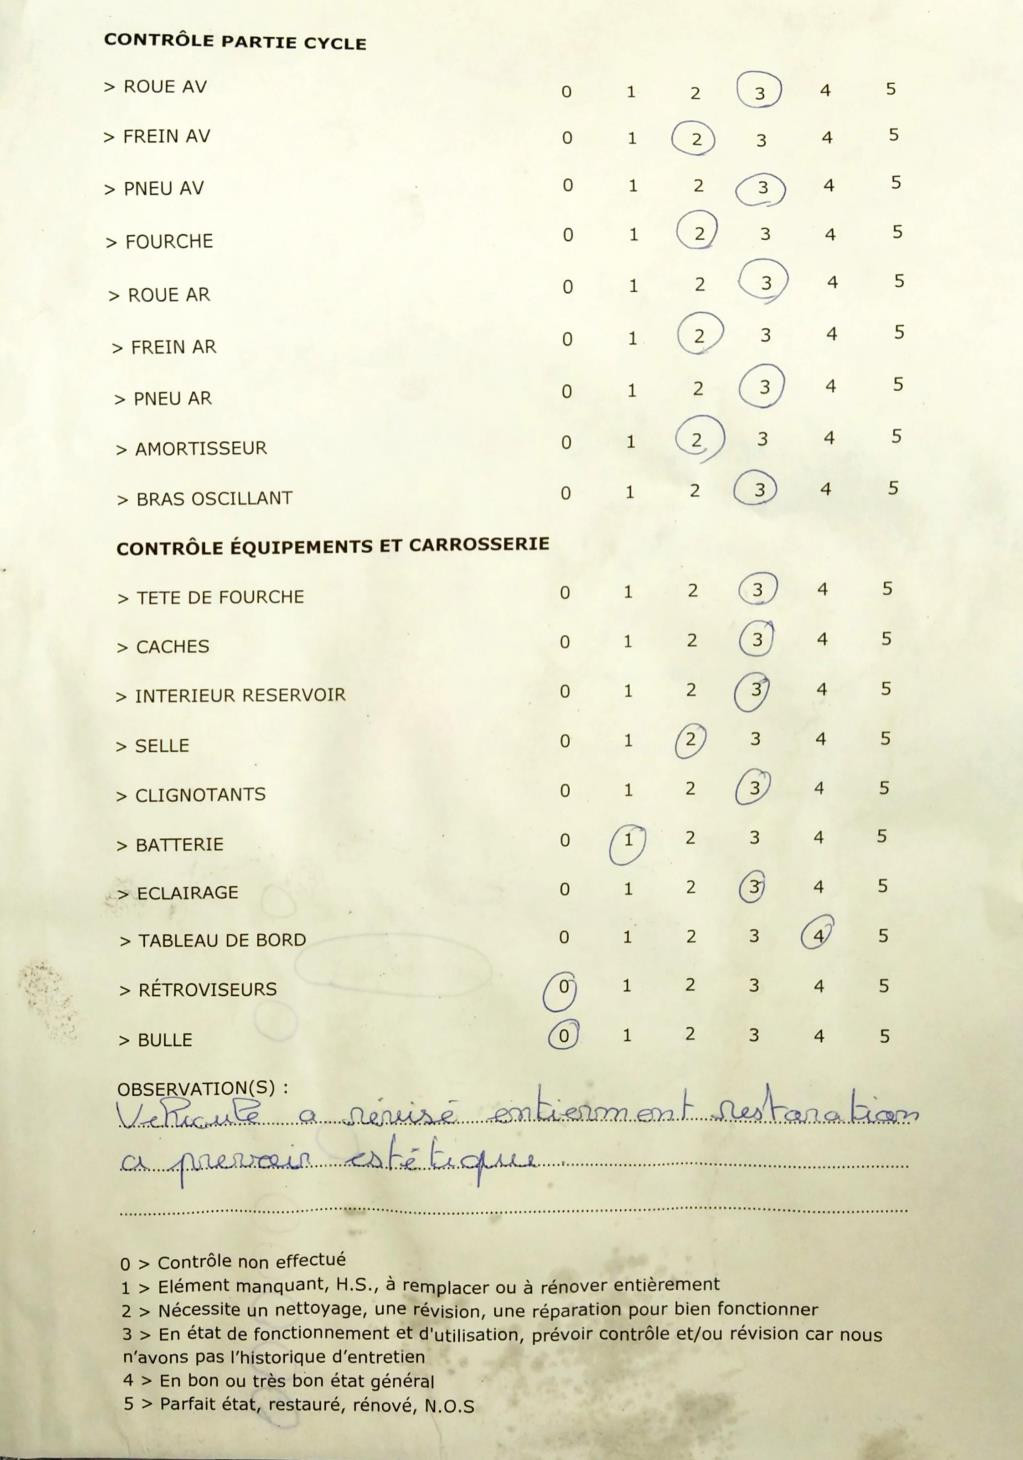 CONTRÔLE PARTIE CYCLE
> ROUE AV 0 1 2 3 4 5
> FREIN AV 0 1 2 3 4 5
> PNEU AV 0 1 2 3 4 5
> FOURCHE 0 1 2 3 4 5
> ROUE AR 0 1 2 3 4 5
> FREIN AR 0 1 2 3 4 5
> PNEU AR 0 1 2 3 4 5
> AMORTISSEUR 0 1 2 3 4 5
> BRAS OSCILLANT 0 1 2 3 4 5
CONTRÔLE ÉQUIPEMENTS ET CARROSSERIE
> TETE DE FOURCHE 0 1 2 3 4 5
> CACHES 0 1 2 3 4 5
> INTERIEUR RESERVOIR 0 1 2 3 4 5
> SELLE 0 1 2 3 4 5
> CLIGNOTANTS 0 1 2 3 4 5
> BATTERIE 0 1 2 3 4 5
> ECLAIRAGE 0 1 2 3 4 5
> TABLEAU DE BORD 0 1 2 3 4 5
> RÉTROVISEURS 0 1 2 3 4 5
> BULLE 0 1 2 3 4 5
OBSERVATION(S) :
Vehicule a révisé entierment restaration
a prevoir estétique.
0 > Contrôle non effectué
1 > Elément manquant, H.S., à remplacer ou à rénover entièrement
2 > Nécessite un nettoyage, une révision, une réparation pour bien fonctionner
3 > En état de fonctionnement et d'utilisation, prévoir contrôle et/ou révision car nous
n'avons pas l'historique d'entretien
4 > En bon ou très bon état général
5 > Parfait état, restauré, rénové, N.O.S